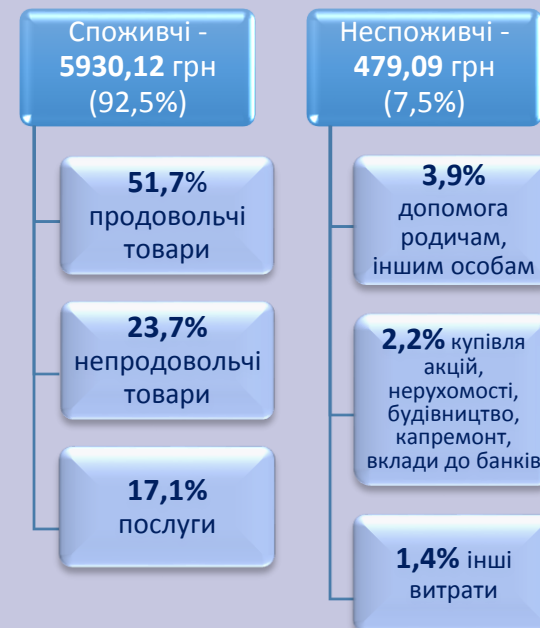 Споживчі -
5930,12 грн
(92,5%)
51,7%
продовольчі
товари
23,7%
непродовольчі
товари
17,1%
послуги
Неспоживчі -
479,09 грн
(7,5%)
3,9%
допомога
родичам,
іншим особам
2,2% купівля
акцій,
нерухомості,
будівництво,
капремонт,
вклади до банків
1,4% інші
витрати